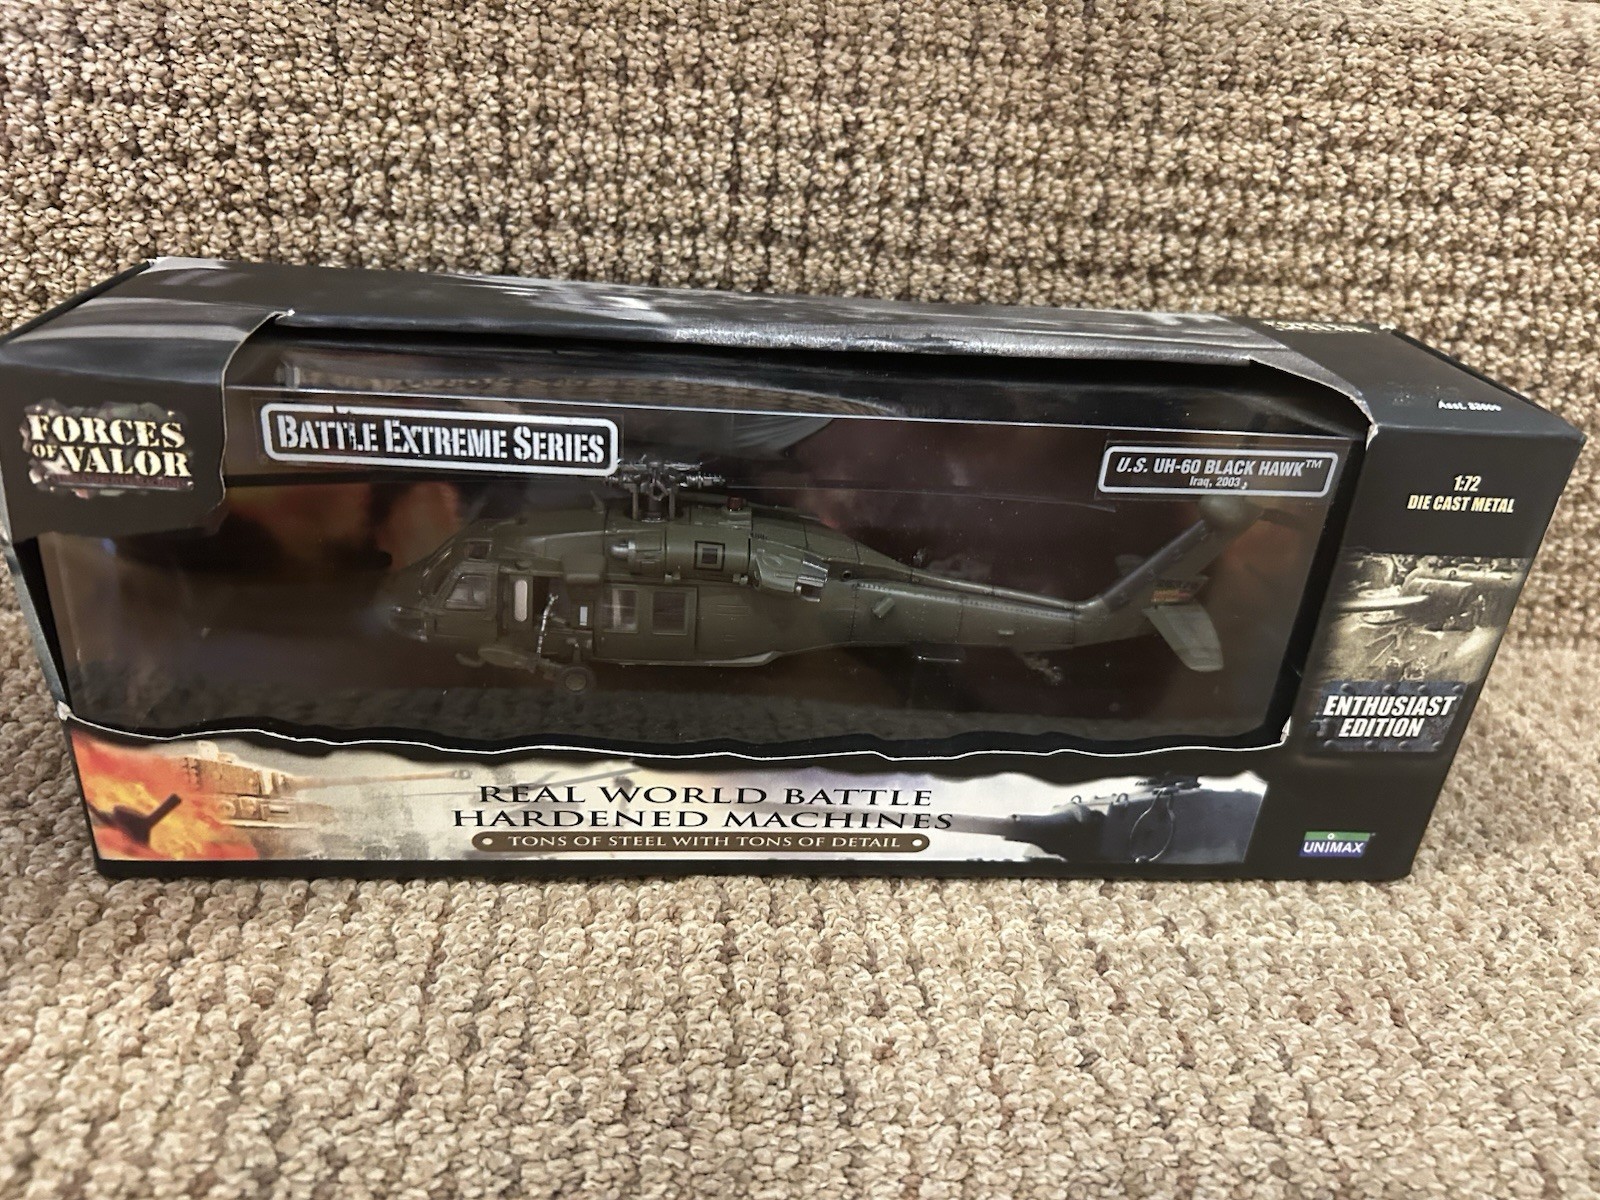 FORCES
OF VALOR
BATTLE EXTREME SERIES
U.S. UH-60 BLACK HAWK™
Iraq, 2003
1:72
DIE CAST METAL
ENTHUSIAST
EDITION
REAL WORLD BATTLE
HARDENED MACHINES
• TONS OF STEEL WITH TONS OF DETAIL •
UNIMAX
Asst.